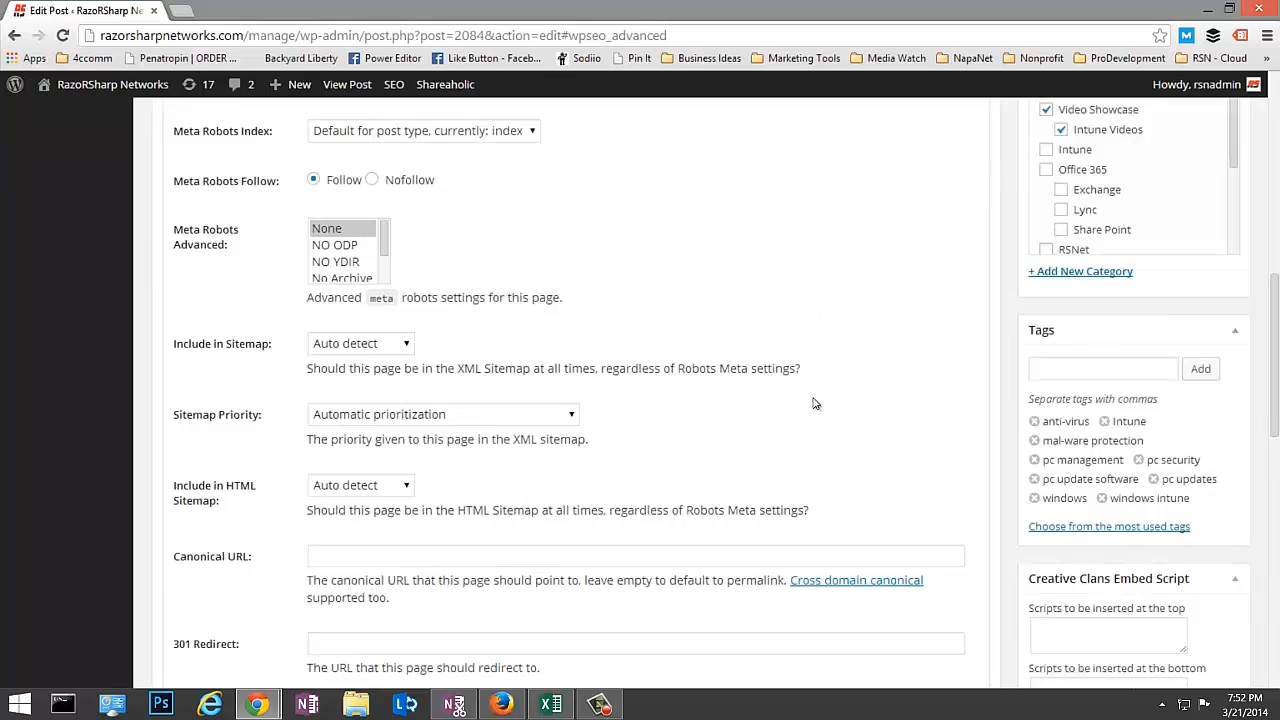 Edit Post ‹ RazoRSharp Ne
razorsharpnetworks.com/manage/wp-admin/post.php?post=2084&action=edit#wpseo_advanced
Apps 4ccomm Penatropin | ORDER ... Backyard Liberty Power Editor Like Button - Faceb... Sodiio Pin It Business Ideas Marketing Tools Media Watch NapaNet Nonprofit ProDevelopment RSN - Cloud »
RazoRSharp Networks 17 2 + New View Post SEO Shareaholic Howdy, rsnadmin
Meta Robots Index: Default for post type, currently: index
Meta Robots Follow: Follow Nofollow
Meta Robots
Advanced:
None
NO ODP
NO YDIR
No Archive
Advanced meta robots settings for this page.
Include in Sitemap: Auto detect
Should this page be in the XML Sitemap at all times, regardless of Robots Meta settings?
Sitemap Priority: Automatic prioritization
The priority given to this page in the XML sitemap.
Include in HTML
Sitemap:
Auto detect
Should this page be in the HTML Sitemap at all times, regardless of Robots Meta settings?
Canonical URL:
The canonical URL that this page should point to, leave empty to default to permalink. Cross domain canonical
supported too.
301 Redirect:
The URL that this page should redirect to.
Video Showcase
Intune Videos
Intune
Office 365
Exchange
Lync
Share Point
RSNet
+ Add New Category
Tags
Add
Separate tags with commas
anti-virus Intune
mal-ware protection
pc management pc security
pc update software pc updates
windows windows intune
Choose from the most used tags
Creative Clans Embed Script
Scripts to be inserted at the top
Scripts to be inserted at the bottom
7:52 PM
3/21/2014